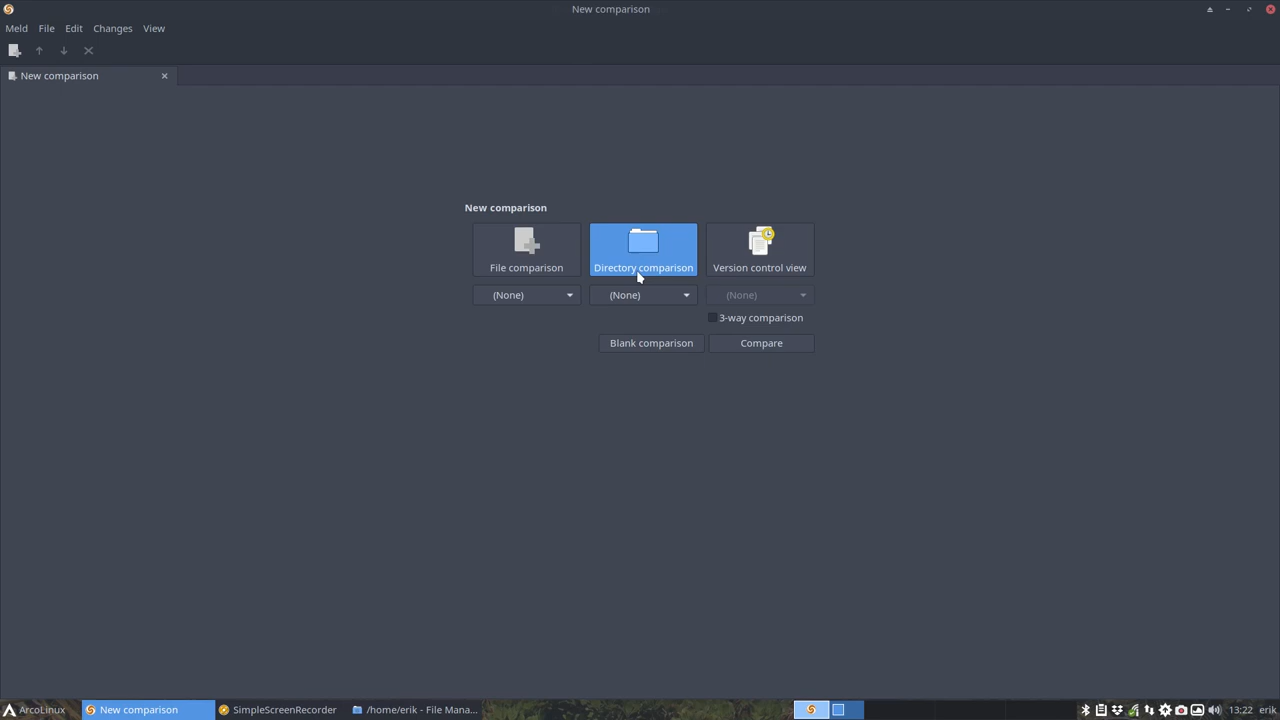 New comparison
Meld File Edit Changes View
New comparison
New comparison
File comparison Directory comparison Version control view
(None) (None) (None)
3-way comparison
Blank comparison Compare
ArcoLinux New comparison SimpleScreenRecorder /home/erik - File Mana... 13:22 erik